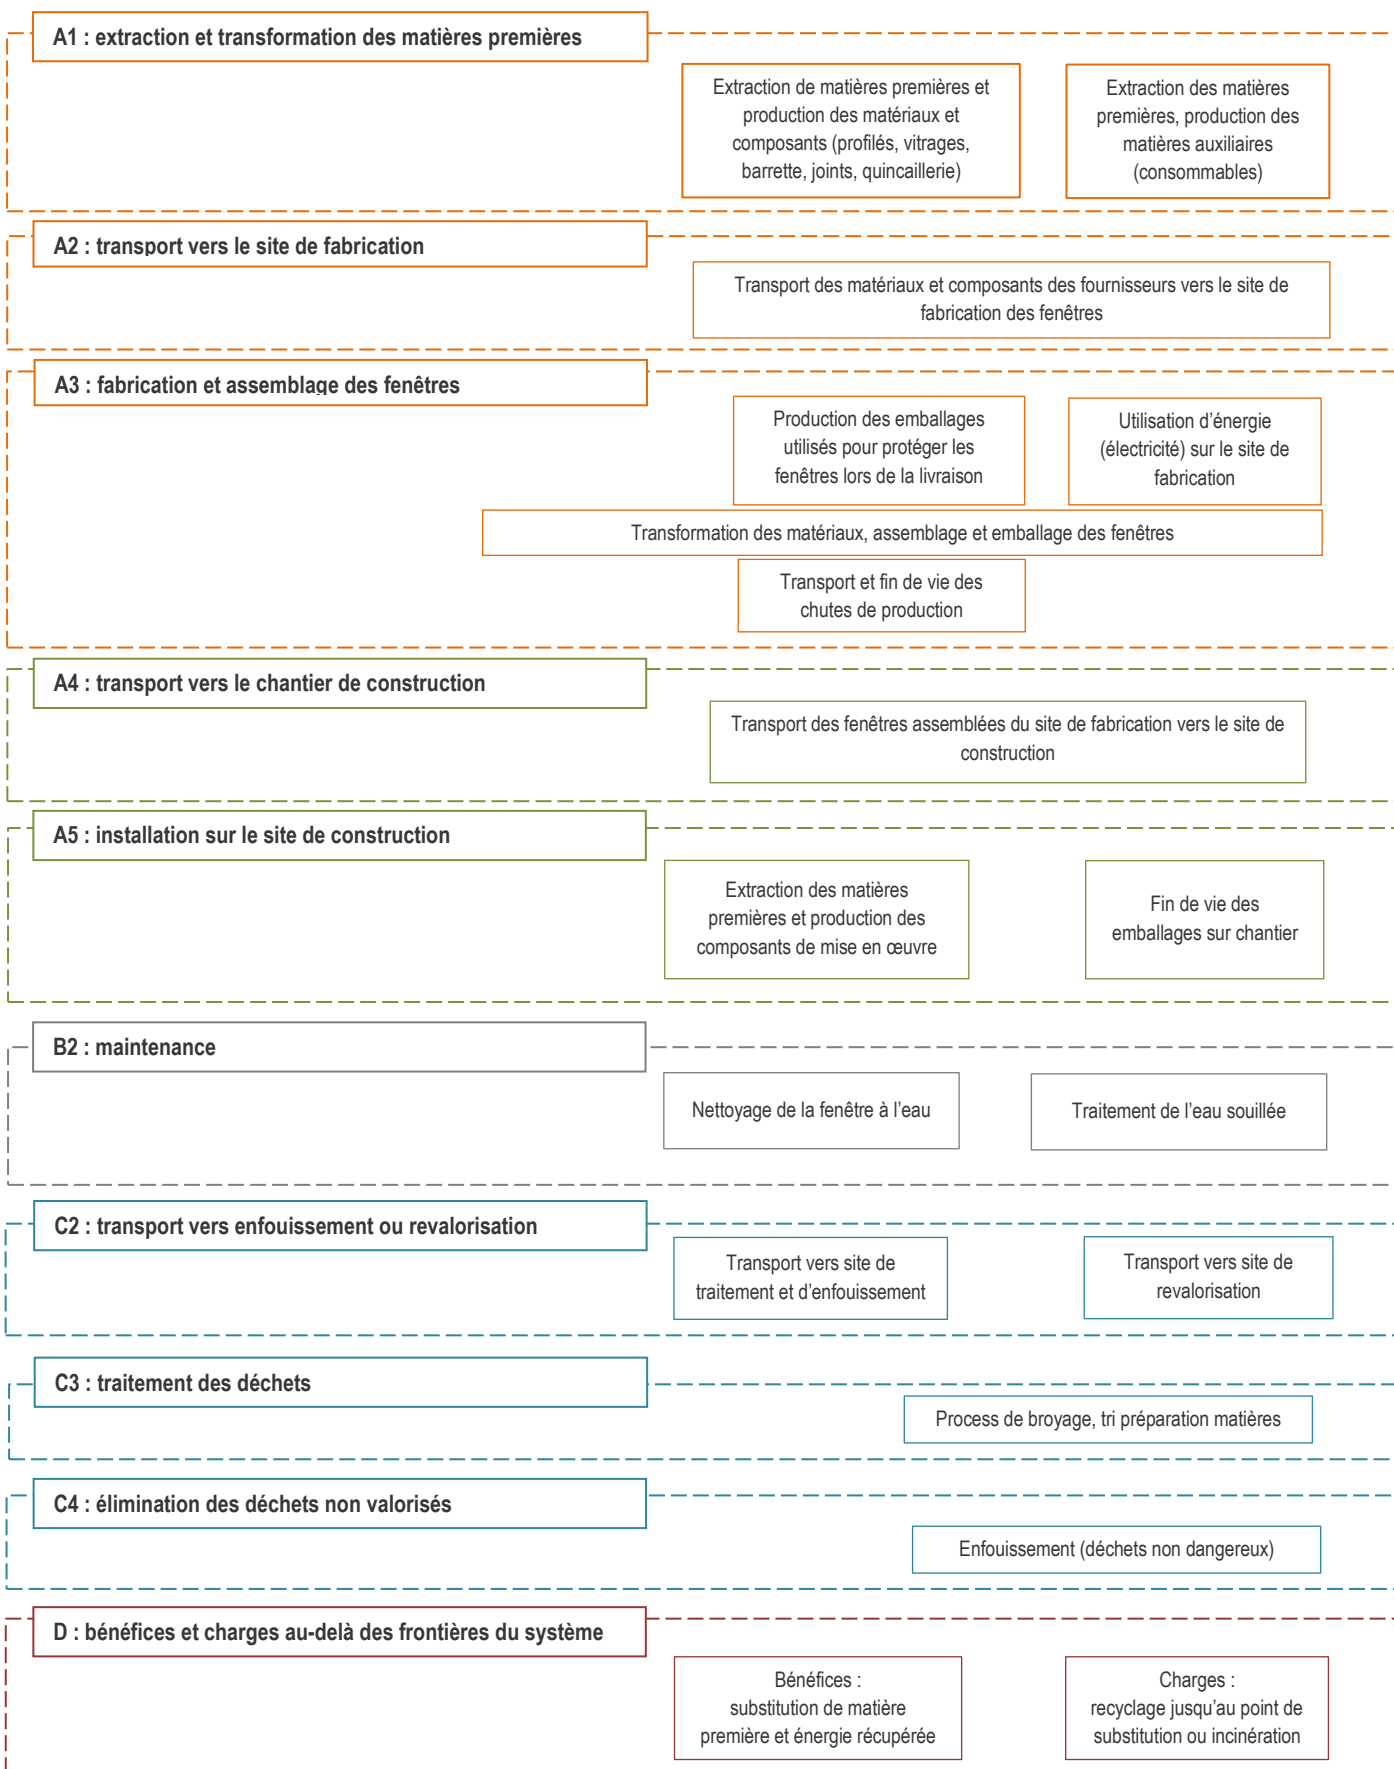 A1 : extraction et transformation des matières premières
Extraction de matières premières et
production des matériaux et
composants (profilés, vitrages,
barrette, joints, quincaillerie)
Extraction des matières
premières, production des
matières auxiliaires
(consommables)
A2 : transport vers le site de fabrication
Transport des matériaux et composants des fournisseurs vers le site de
fabrication des fenêtres
A3 : fabrication et assemblage des fenêtres
Production des emballages
utilisés pour protéger les
fenêtres lors de la livraison
Utilisation d’énergie
(électricité) sur le site de
fabrication
Transformation des matériaux, assemblage et emballage des fenêtres
Transport et fin de vie des
chutes de production
A4 : transport vers le chantier de construction
Transport des fenêtres assemblées du site de fabrication vers le site de
construction
A5 : installation sur le site de construction
Extraction des matières
premières et production des
composants de mise en œuvre
Fin de vie des
emballages sur chantier
B2 : maintenance
Nettoyage de la fenêtre à l’eau
Traitement de l’eau souillée
C2 : transport vers enfouissement ou revalorisation
Transport vers site de
traitement et d’enfouissement
Transport vers site de
revalorisation
C3 : traitement des déchets
Process de broyage, tri préparation matières
C4 : élimination des déchets non valorisés
Enfouissement (déchets non dangereux)
D : bénéfices et charges au-delà des frontières du système
Bénéfices :
substitution de matière
première et énergie récupérée
Charges :
recyclage jusqu’au point de
substitution ou incinération